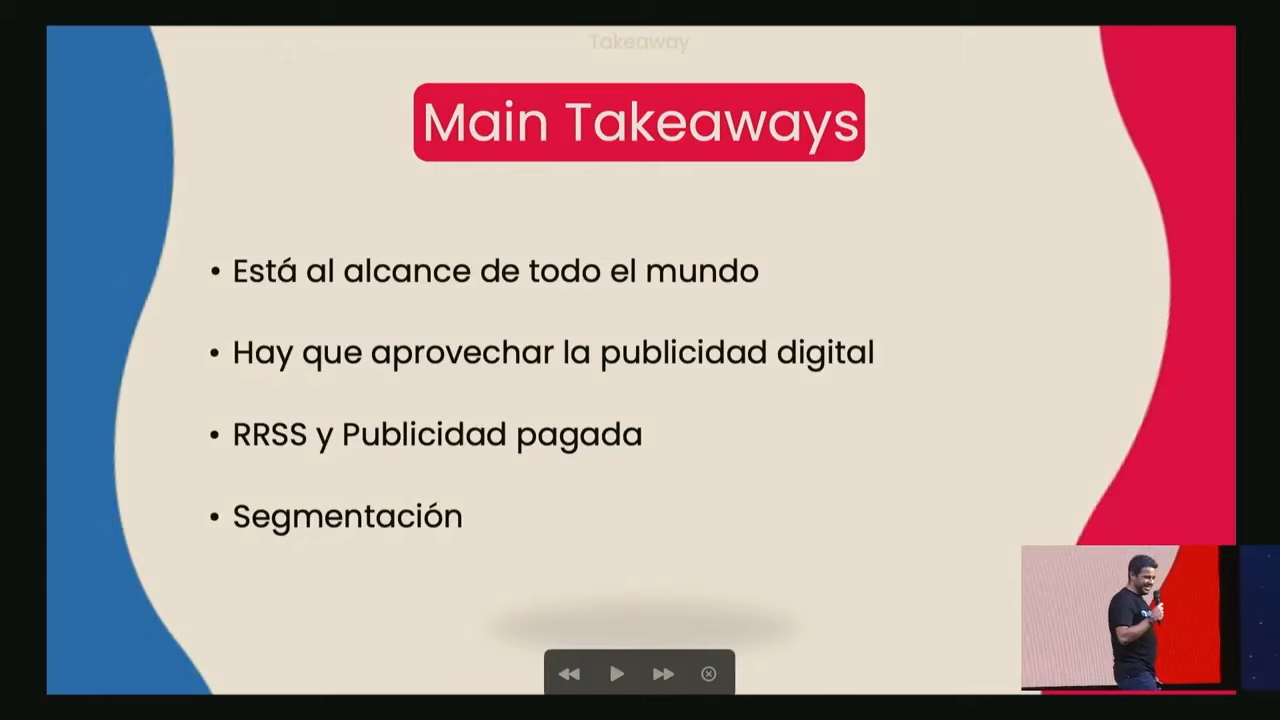 Takeaway
Main Takeaways
• Está al alcance de todo el mundo
• Hay que aprovechar la publicidad digital
• RRSS y Publicidad pagada
• Segmentación